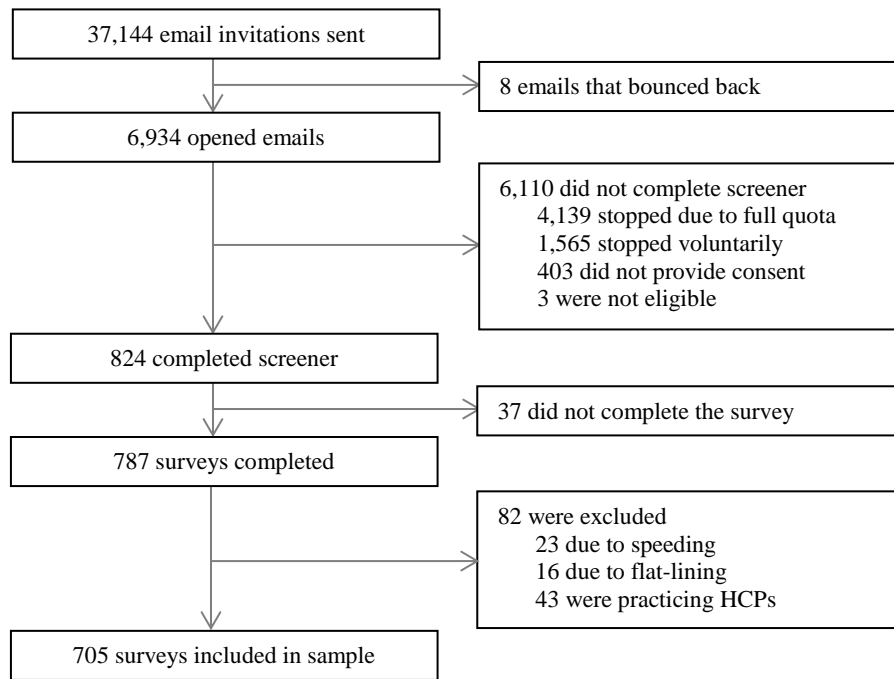 37,144 email invitations sent
8 emails that bounced back
6,934 opened emails
6,110 did not complete screener
4,139 stopped due to full quota
1,565 stopped voluntarily
403 did not provide consent
3 were not eligible
824 completed screener
37 did not complete the survey
787 surveys completed
82 were excluded
23 due to speeding
16 due to flat-lining
43 were practicing HCPs
705 surveys included in sample